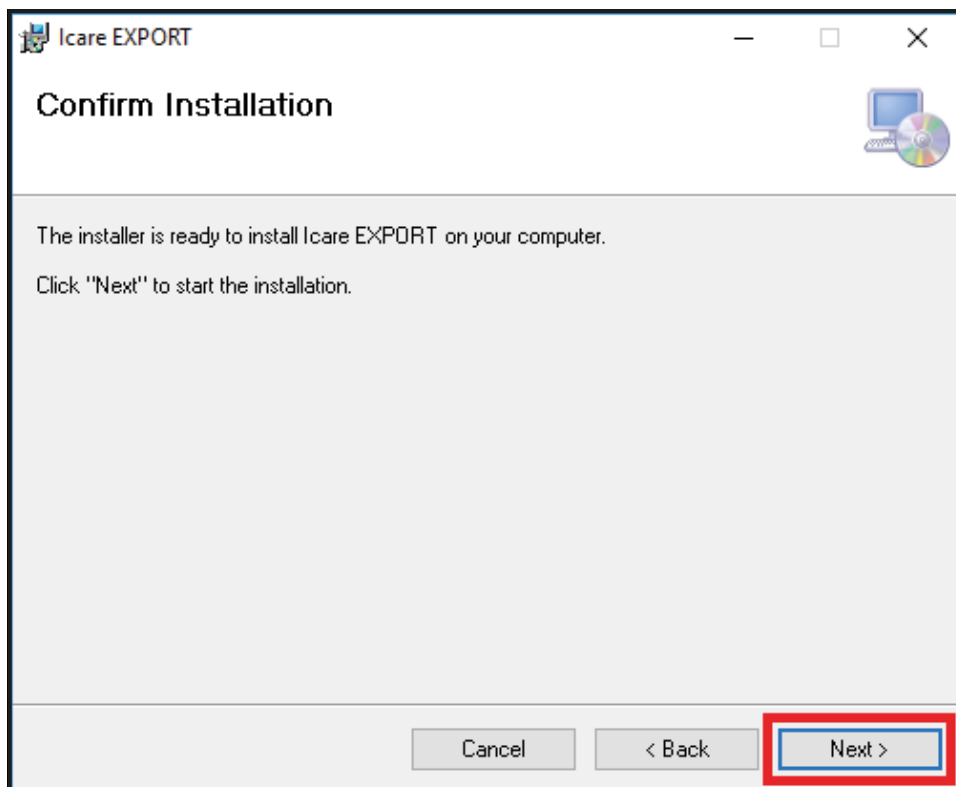 Icare EXPORT
Confirm Installation
The installer is ready to install Icare EXPORT on your computer.
Click "Next" to start the installation.
Cancel
< Back
Next >